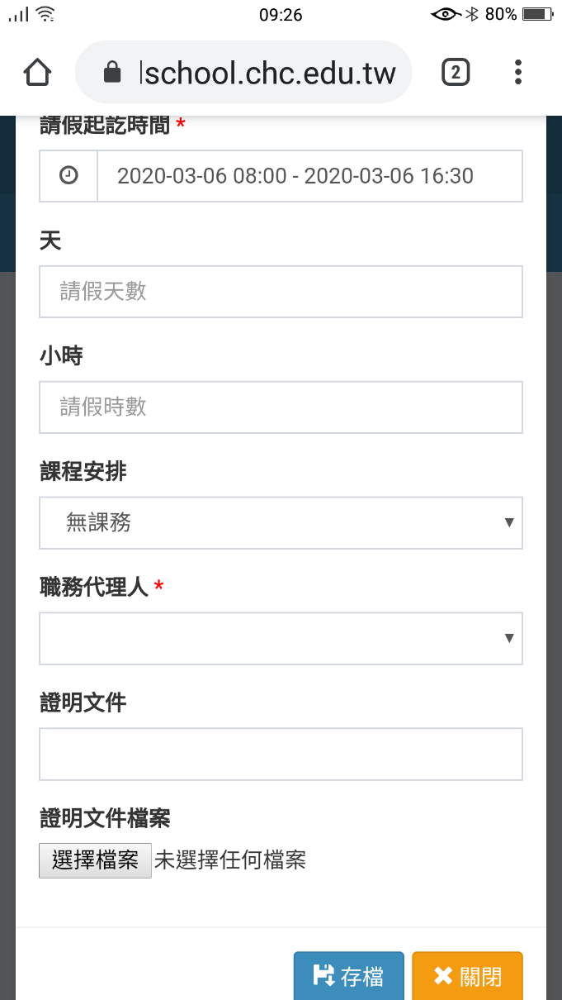 09:26
80%
lschool.chc.edu.tw
2
請假起訖時間 *
2020-03-06 08:00 - 2020-03-06 16:30
天
請假天數
小時
請假時數
課程安排
無課務
職務代理人 *
證明文件
證明文件檔案
選擇檔案 未選擇任何檔案
存檔
關閉